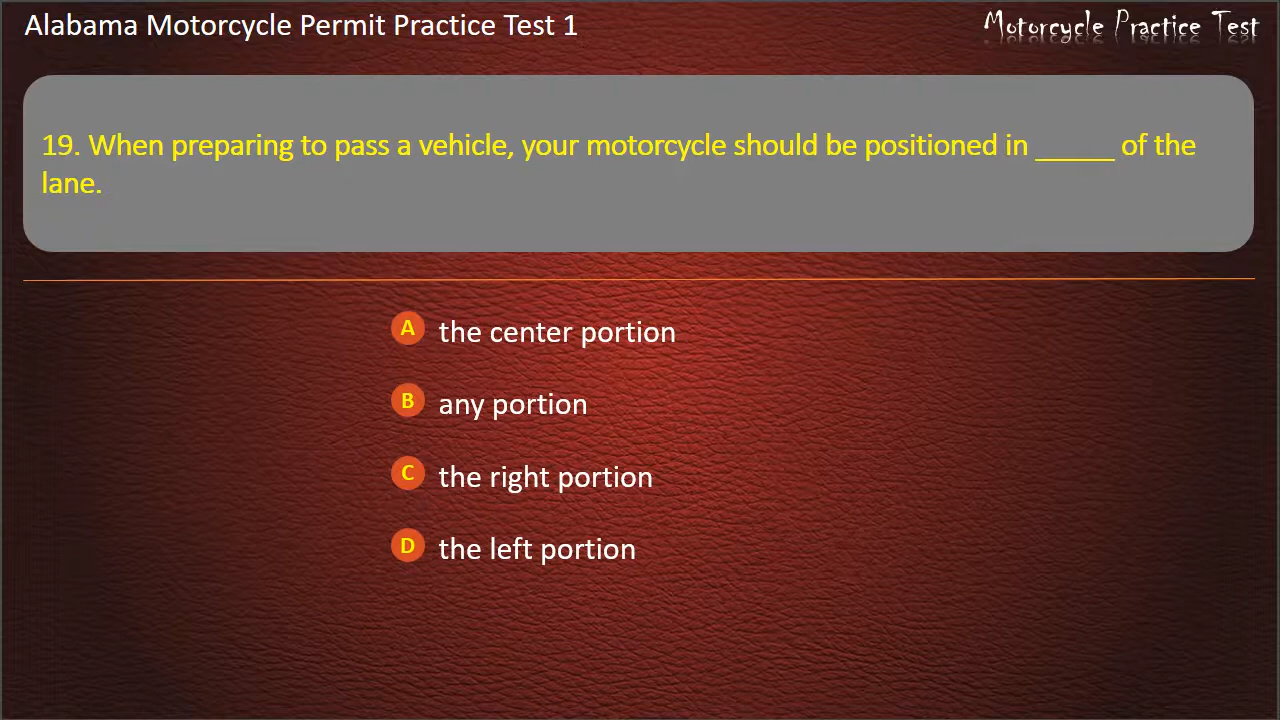 Alabama Motorcycle Permit Practice Test 1
Motorcycle Practice Test
19. When preparing to pass a vehicle, your motorcycle should be positioned in _____ of the
lane.
A the center portion
B any portion
C the right portion
D the left portion